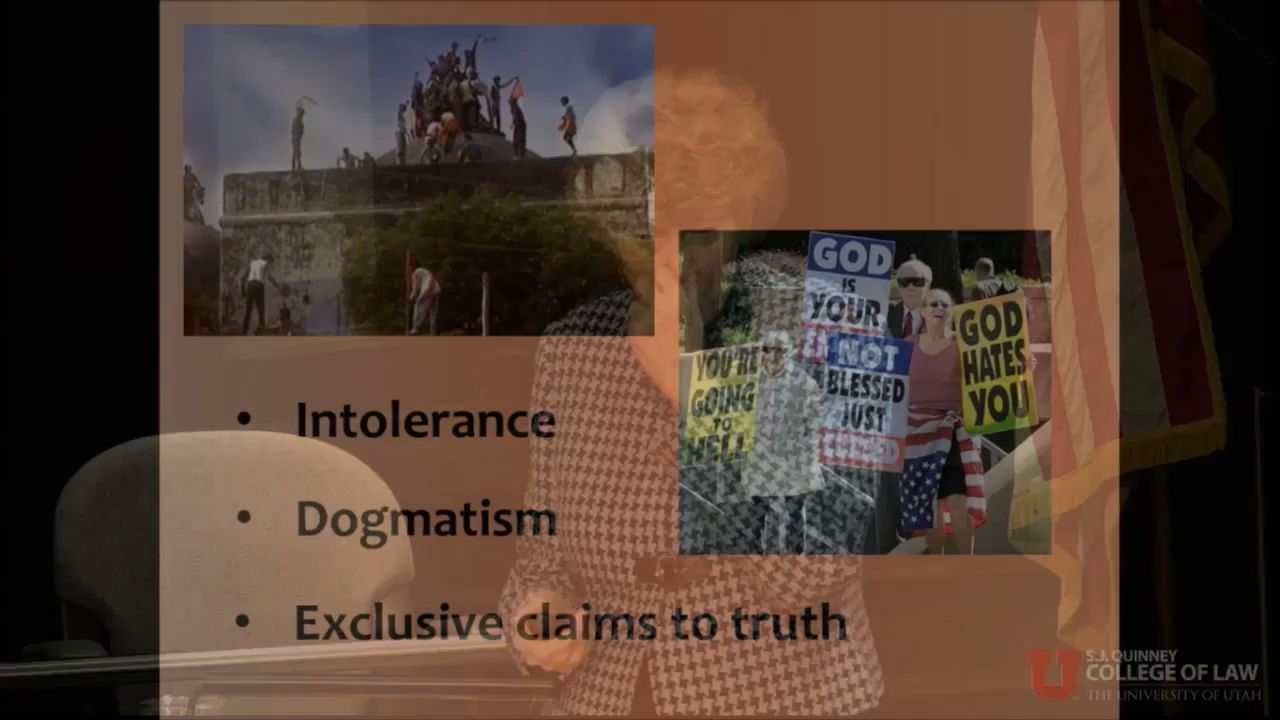 GOD
IS
YOUR
NOT
BLESSED
JUST
CURSED
YOU'RE
GOING
TO
HELL
GOD
HATES
YOU
• Intolerance
• Dogmatism
• Exclusive claims to truth
S.J. QUINNEY
COLLEGE OF LAW
THE UNIVERSITY OF UTAH